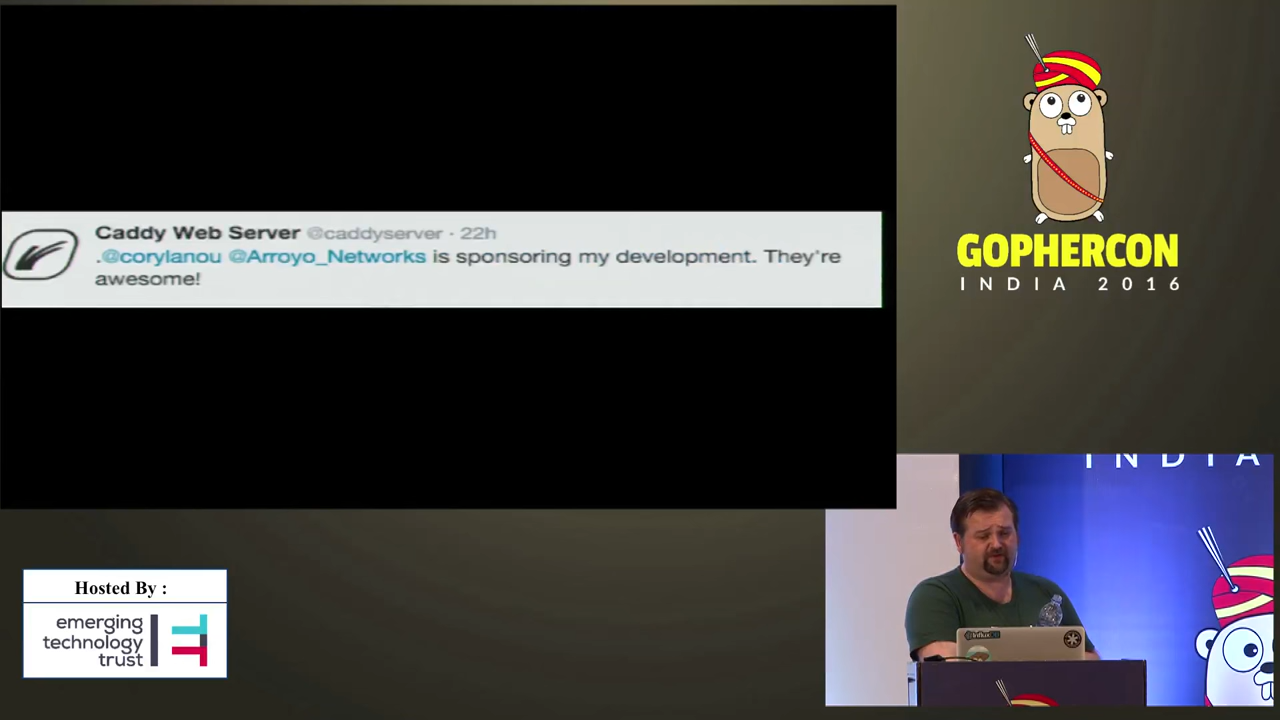 Caddy Web Server @caddyserver · 22h
.@corylanou @Arroyo_Networks is sponsoring my development. They're
awesome!
GOPHERCON
INDIA 2016
INDIA
Hosted By :
emerging
technology
trust
@InfluxDB